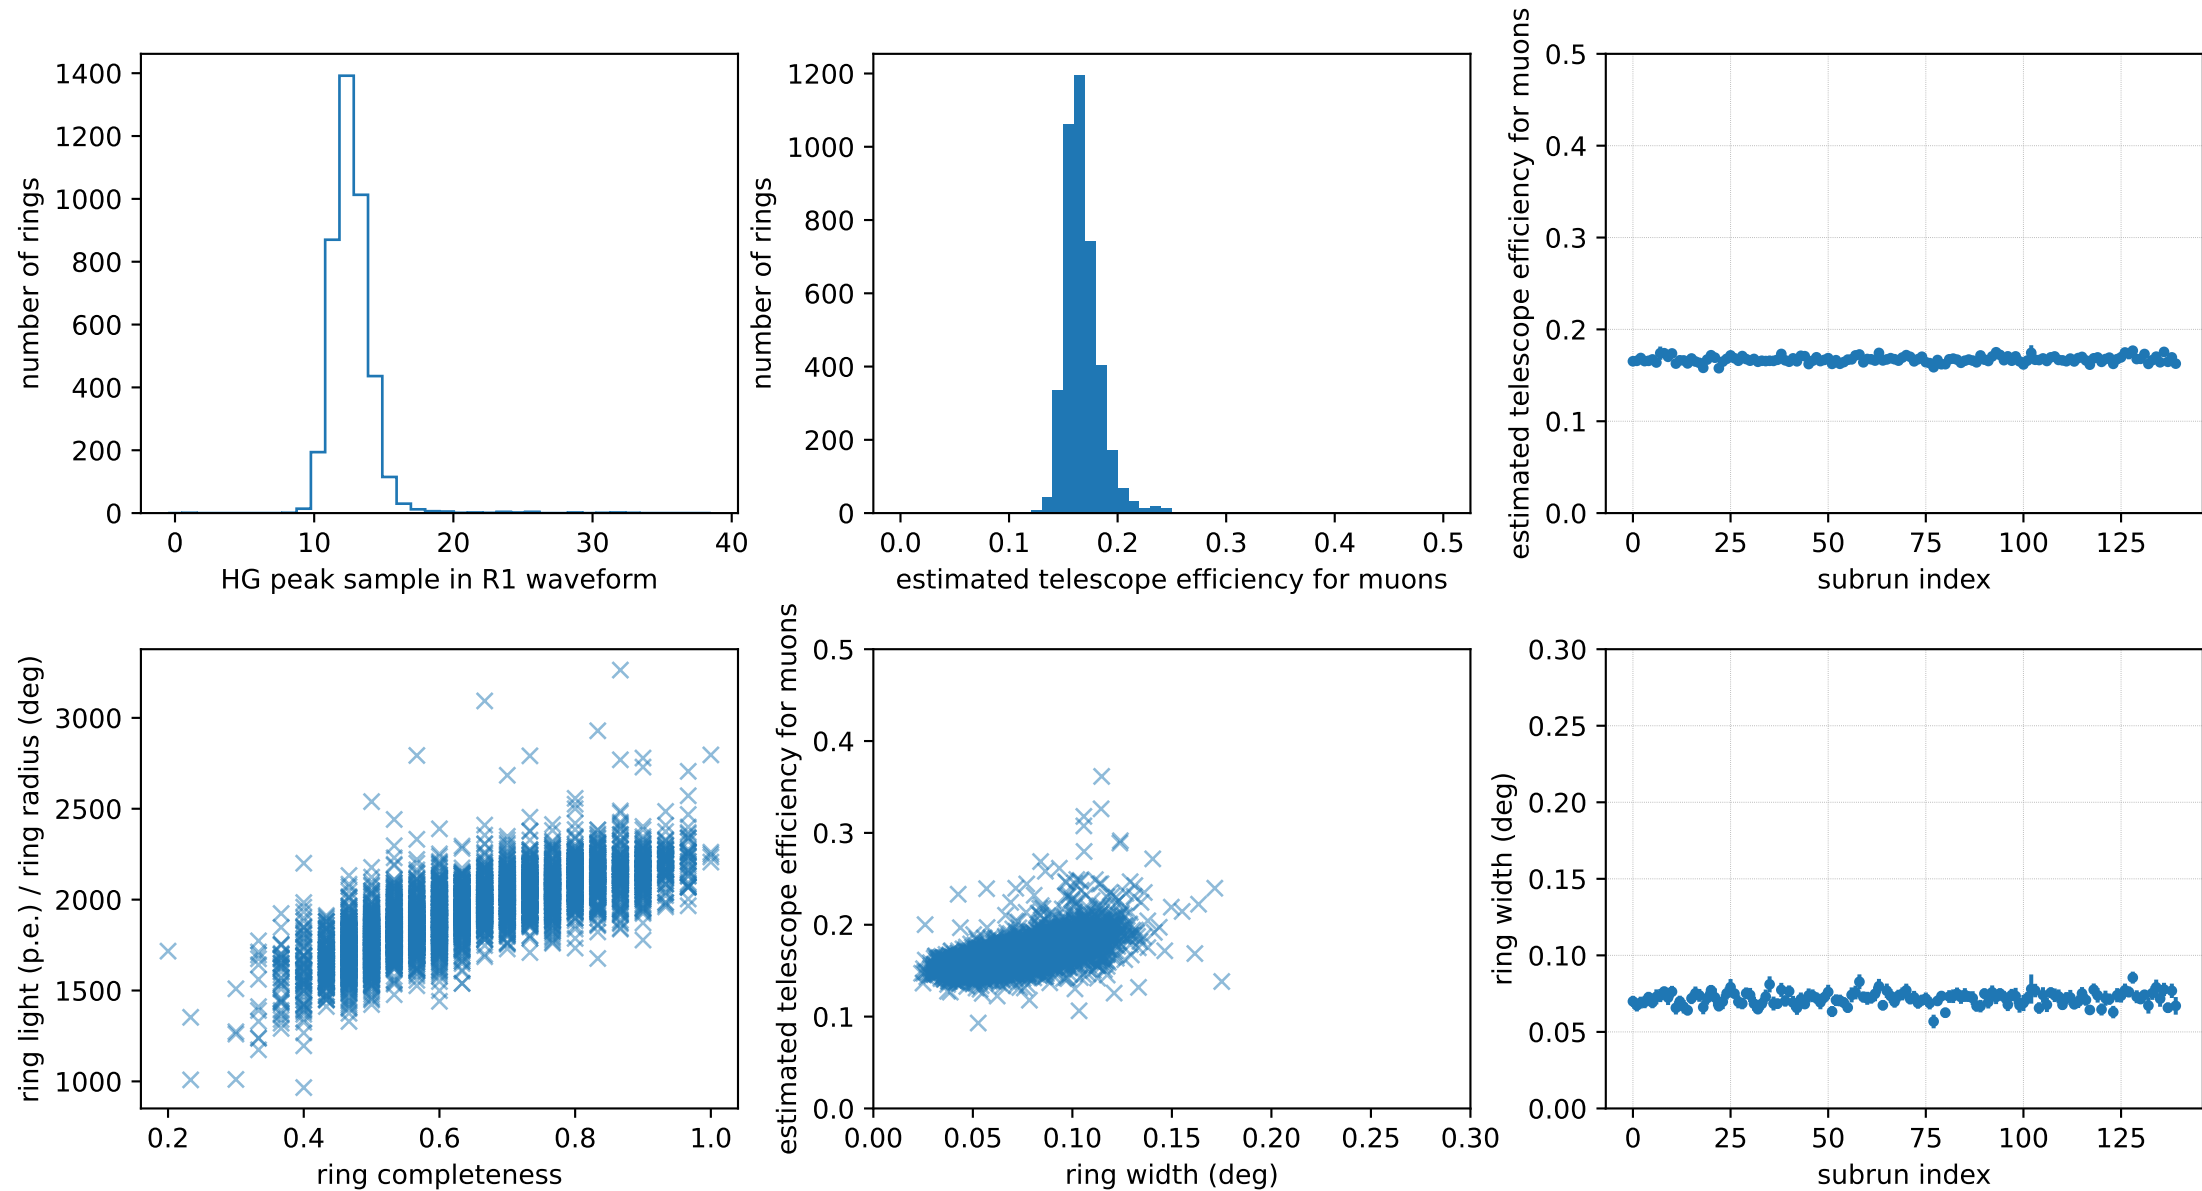 1400
1200
1000
800
600
400
200
0
number of rings
0 10 20 30 40
HG peak sample in R1 waveform
1200
1000
800
600
400
200
0
number of rings
0.0 0.1 0.2 0.3 0.4 0.5
estimated telescope efficiency for muons
0.5
0.4
0.3
0.2
0.1
0.0
estimated telescope efficiency for muons
0 25 50 75 100 125
subrun index
3000
2500
2000
1500
1000
ring light (p.e.) / ring radius (deg)
0.2 0.4 0.6 0.8 1.0
ring completeness
0.5
0.4
0.3
0.2
0.1
0.0
estimated telescope efficiency for muons
0.00 0.05 0.10 0.15 0.20 0.25 0.30
ring width (deg)
0.30
0.25
0.20
0.15
0.10
0.05
0.00
ring width (deg)
0 25 50 75 100 125
subrun index